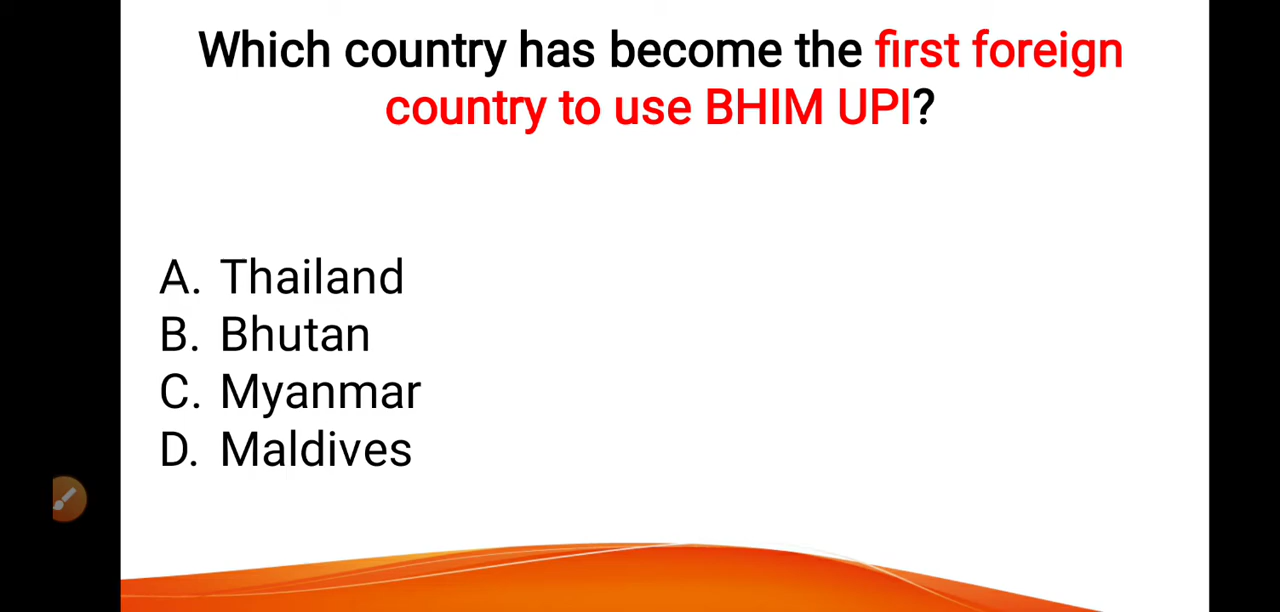 Which country has become the first foreign
country to use BHIM UPI?
A. Thailand
B. Bhutan
C. Myanmar
D. Maldives